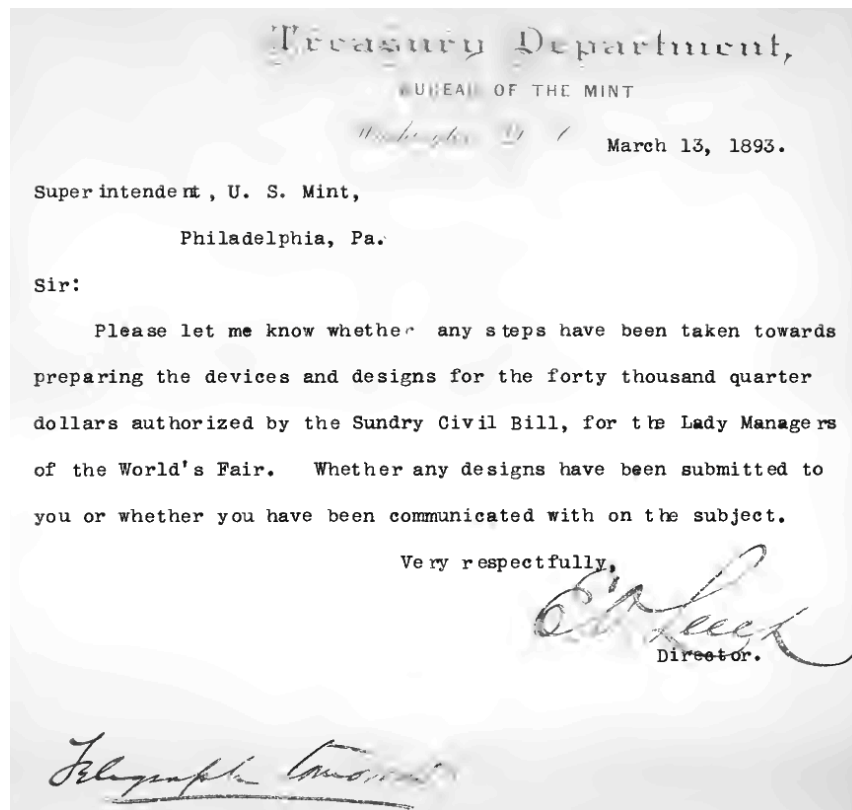 Treasury Department,
BUREAU OF THE MINT
Washington, D. C.
March 13, 1893.
Superintendent, U. S. Mint,
Philadelphia, Pa.
Sir:
Please let me know whether any steps have been taken towards
preparing the devices and designs for the forty thousand quarter
dollars authorized by the Sundry Civil Bill, for the Lady Managers
of the World's Fair. Whether any designs have been submitted to
you or whether you have been communicated with on the subject.
Very respectfully,
E. O. Leech
Director.
Telegraph